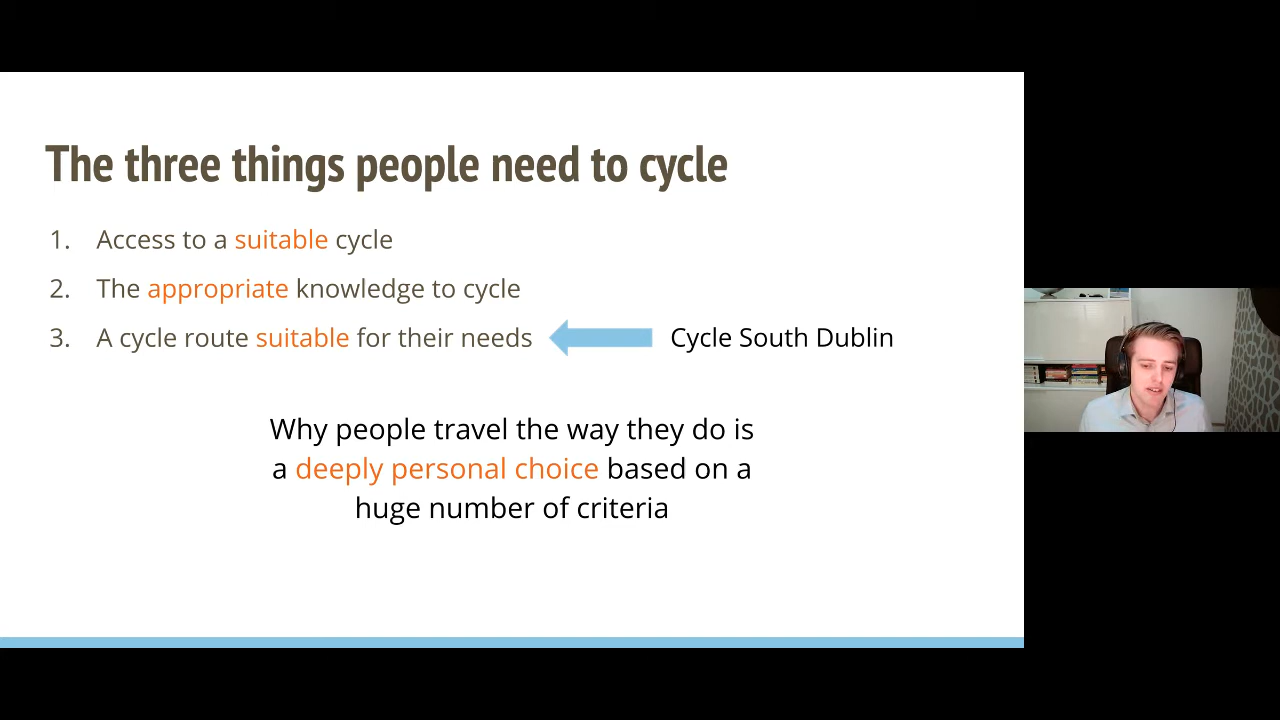 The three things people need to cycle
1. Access to a suitable cycle
2. The appropriate knowledge to cycle
3. A cycle route suitable for their needs
Cycle South Dublin
Why people travel the way they do is
a deeply personal choice based on a
huge number of criteria